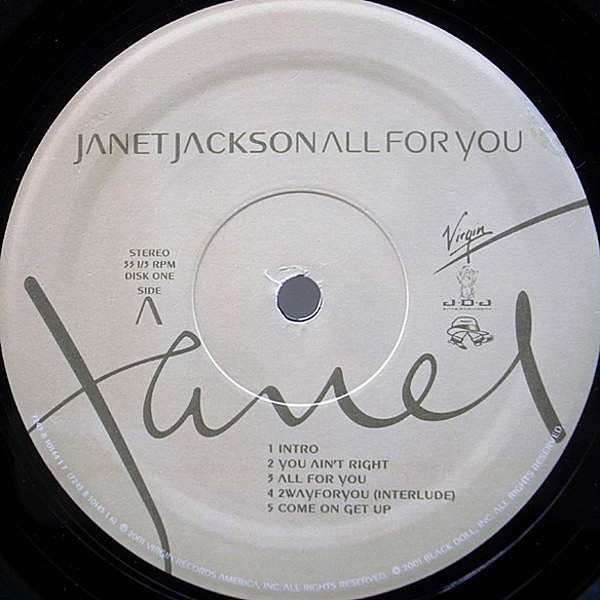 JANET JACKSON ALL FOR YOU
Virgin
STEREO
33 1/3 RPM
DISK ONE
SIDE
A
J·D·J
ENTERTAINMENT
Janet
1 INTRO
2 YOU AIN'T RIGHT
3 ALL FOR YOU
4 2WAYFORYOU (INTERLUDE)
5 COME ON GET UP
℗ 2001 VIRGIN RECORDS AMERICA, INC. ALL RIGHTS RESERVED. © 2001 BLACK DOLL, INC. ALL RIGHTS RESERVED.